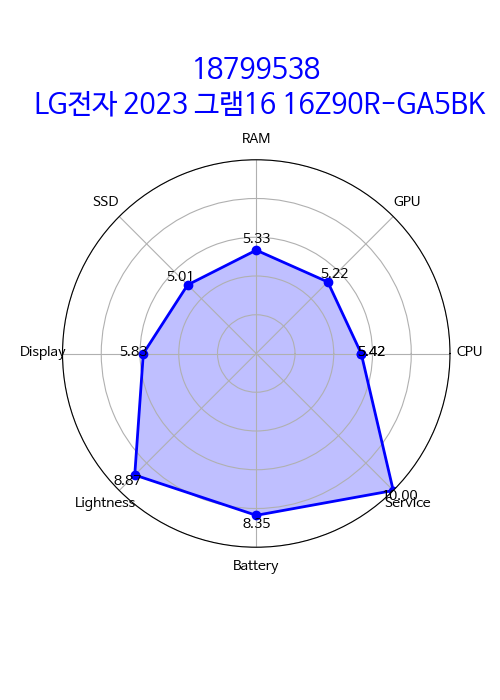 18799538
LG전자 2023 그램16 16Z90R-GA5BK
RAM
SSD
GPU
5.33
5.01
5.22
Display
5.83
5.42
CPU
8.87
10.00
Lightness
Service
8.35
Battery